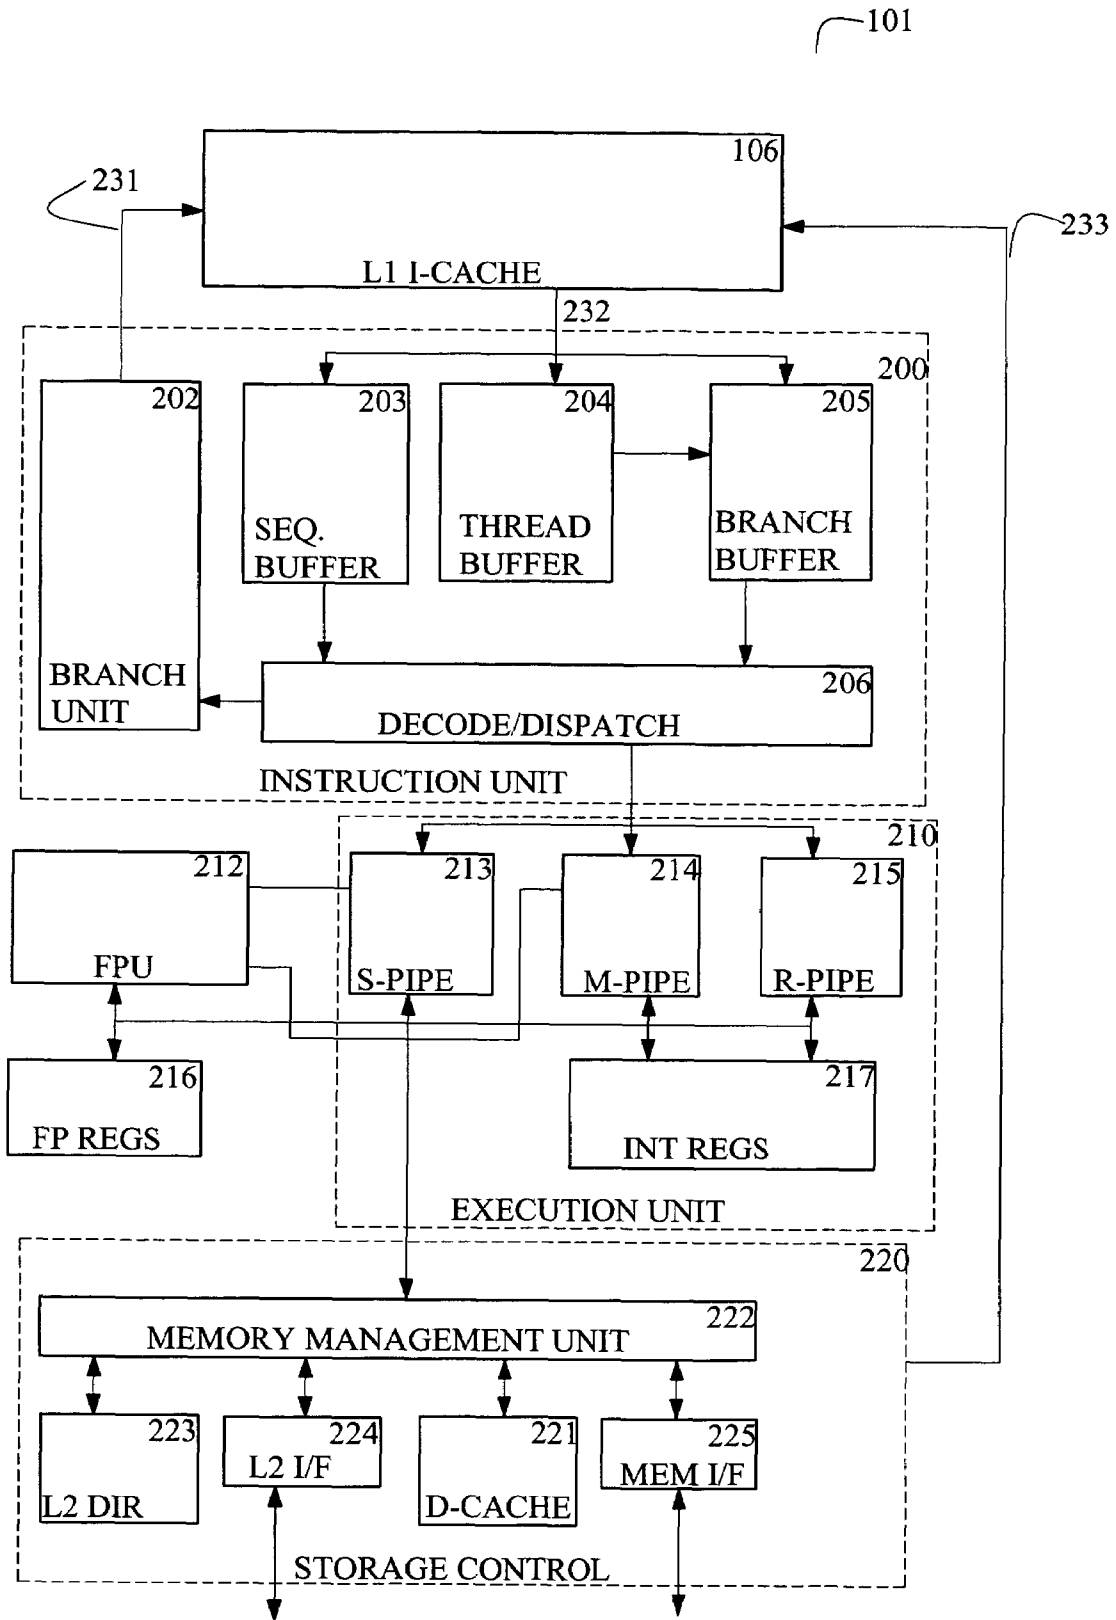 101
106
231
233
L1 I-CACHE
232
200
202
203
204
205
SEQ.
BUFFER
THREAD
BUFFER
BRANCH
BUFFER
BRANCH
UNIT
206
DECODE/DISPATCH
INSTRUCTION UNIT
210
212
213
214
215
FPU
S-PIPE
M-PIPE
R-PIPE
216
217
FP REGS
INT REGS
EXECUTION UNIT
220
222
MEMORY MANAGEMENT UNIT
223
224
221
225
L2 I/F
MEM I/F
L2 DIR
D-CACHE
STORAGE CONTROL